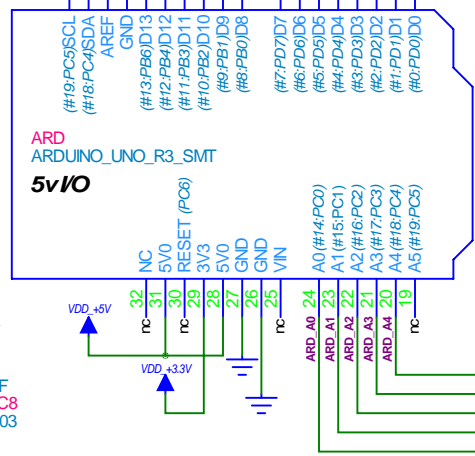 (#19:PC5)SCL
(#18:PC4)SDA
AREF
GND
(#13:PB6)D13
(#12:PB4)D12
(#11:PB3)D11
(#10:PB2)D10
(#9:PB1)D9
(#8:PB0)D8
(#7:PD7)D7
(#6:PD6)D6
(#5:PD5)D5
(#4:PD4)D4
(#3:PD3)D3
(#2:PD2)D2
(#1:PD1)D1
(#0:PD0)D0
ARD
ARDUINO_UNO_R3_SMT
5v I/O
NC
5V0
RESET (PC6)
3V3
5V0
GND
GND
VIN
A0(#14:PC0)
A1(#15:PC1)
A2(#16:PC2)
A3(#17:PC3)
A4(#18:PC4)
A5(#19:PC5)
32
31
30
29
28
27
26
25
24
23
22
21
20
19
nc
nc
nc
nc
ARD_A0
ARD_A1
ARD_A2
ARD_A3
ARD_A4
VDD_+5V
VDD_+3.3V
F
C8
03